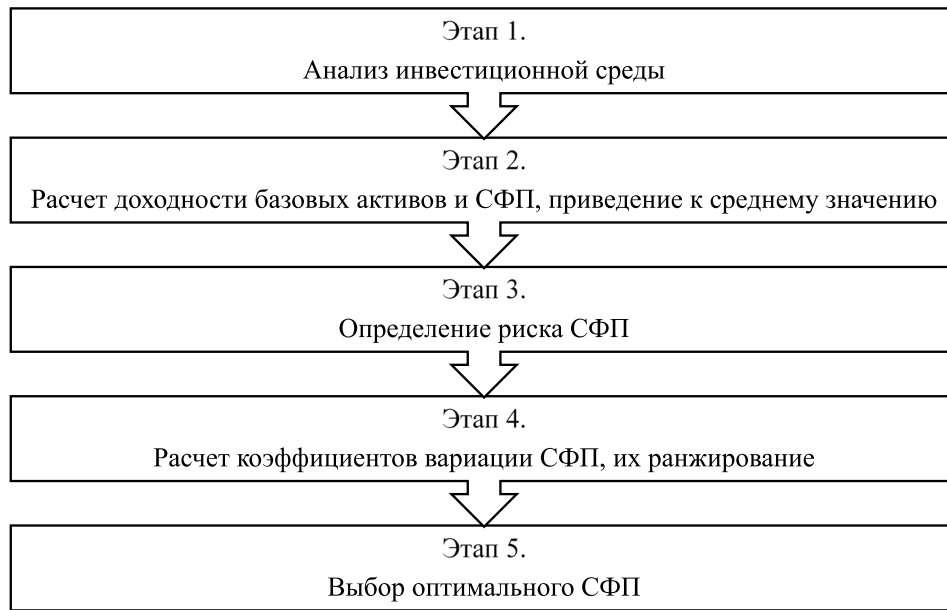 Этап 1.
Анализ инвестиционной среды
Этап 2.
Расчет доходности базовых активов и СФП, приведение к среднему значению
Этап 3.
Определение риска СФП
Этап 4.
Расчет коэффициентов вариации СФП, их ранжирование
Этап 5.
Выбор оптимального СФП